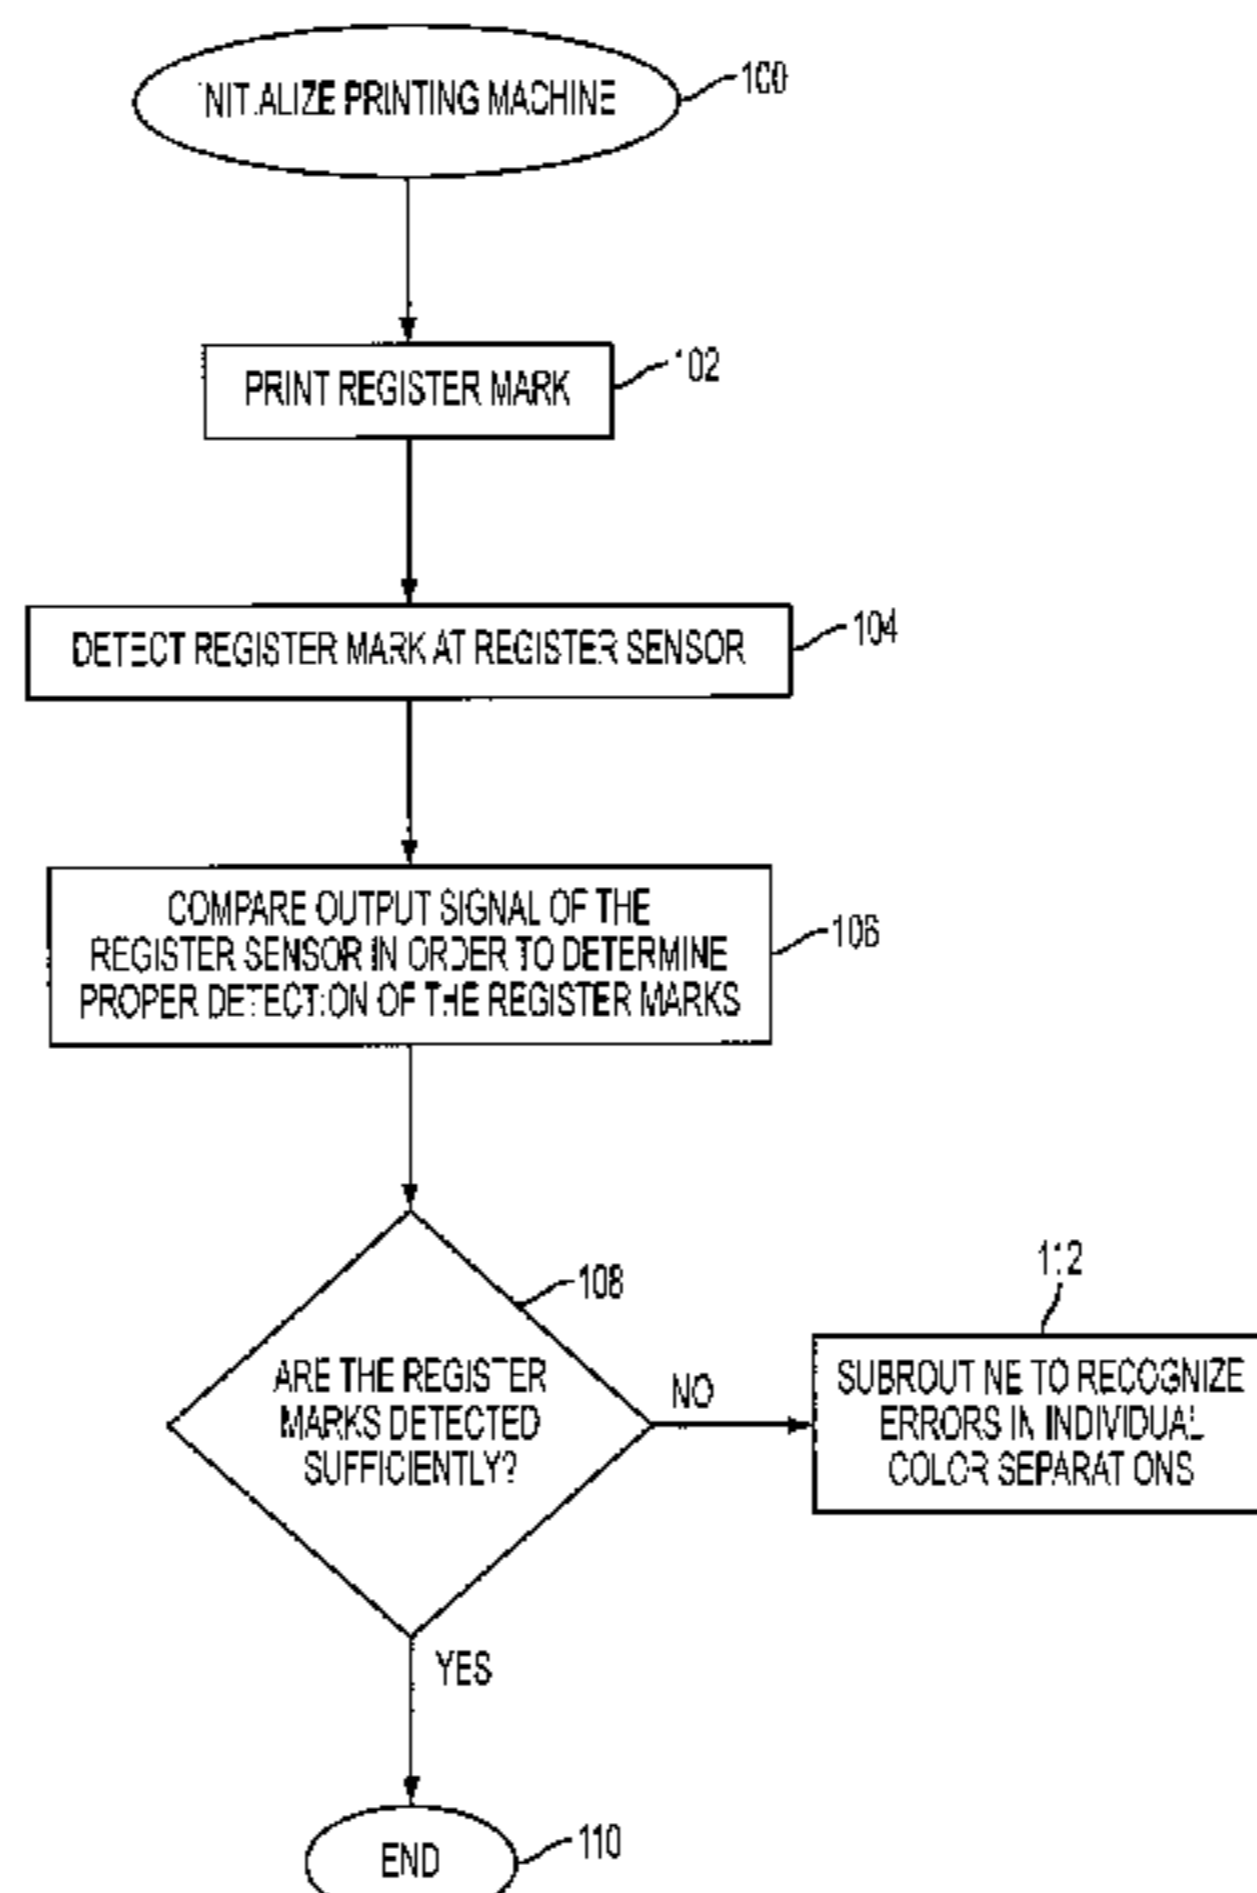 INITIALIZE PRINTING MACHINE
100
PRINT REGISTER MARK
102
DETECT REGISTER MARK AT REGISTER SENSOR
104
COMPARE OUTPUT SIGNAL OF THE
REGISTER SENSOR IN ORDER TO DETERMINE
PROPER DETECTION OF THE REGISTER MARKS
106
108
ARE THE REGISTER
MARKS DETECTED
SUFFICIENTLY?
NO
112
SUBROUTINE TO RECOGNIZE
ERRORS IN INDIVIDUAL
COLOR SEPARATIONS
YES
END
110